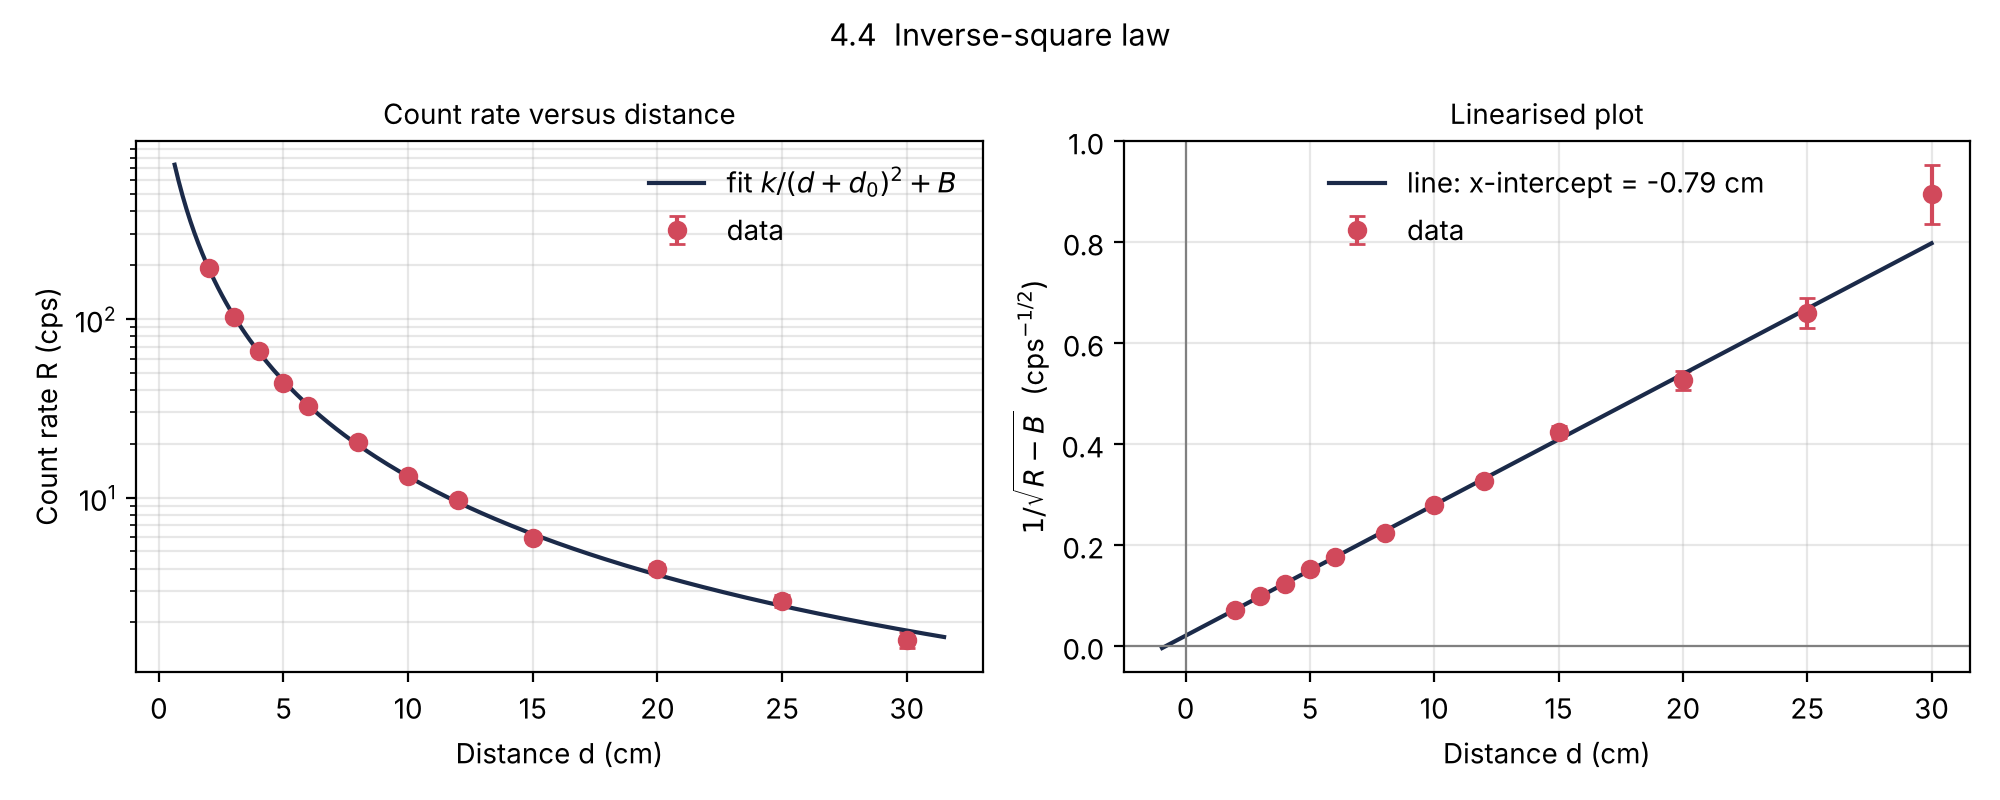 4.4 Inverse-square law
Count rate versus distance
fit k/(d + d₀)² + B
data
10²
10¹
Count rate R (cps)
0 5 10 15 20 25 30
Distance d (cm)
Linearised plot
line: x-intercept = -0.79 cm
data
1.0
0.8
0.6
0.4
0.2
0.0
1/√R − B (cps⁻¹/²)
0 5 10 15 20 25 30
Distance d (cm)